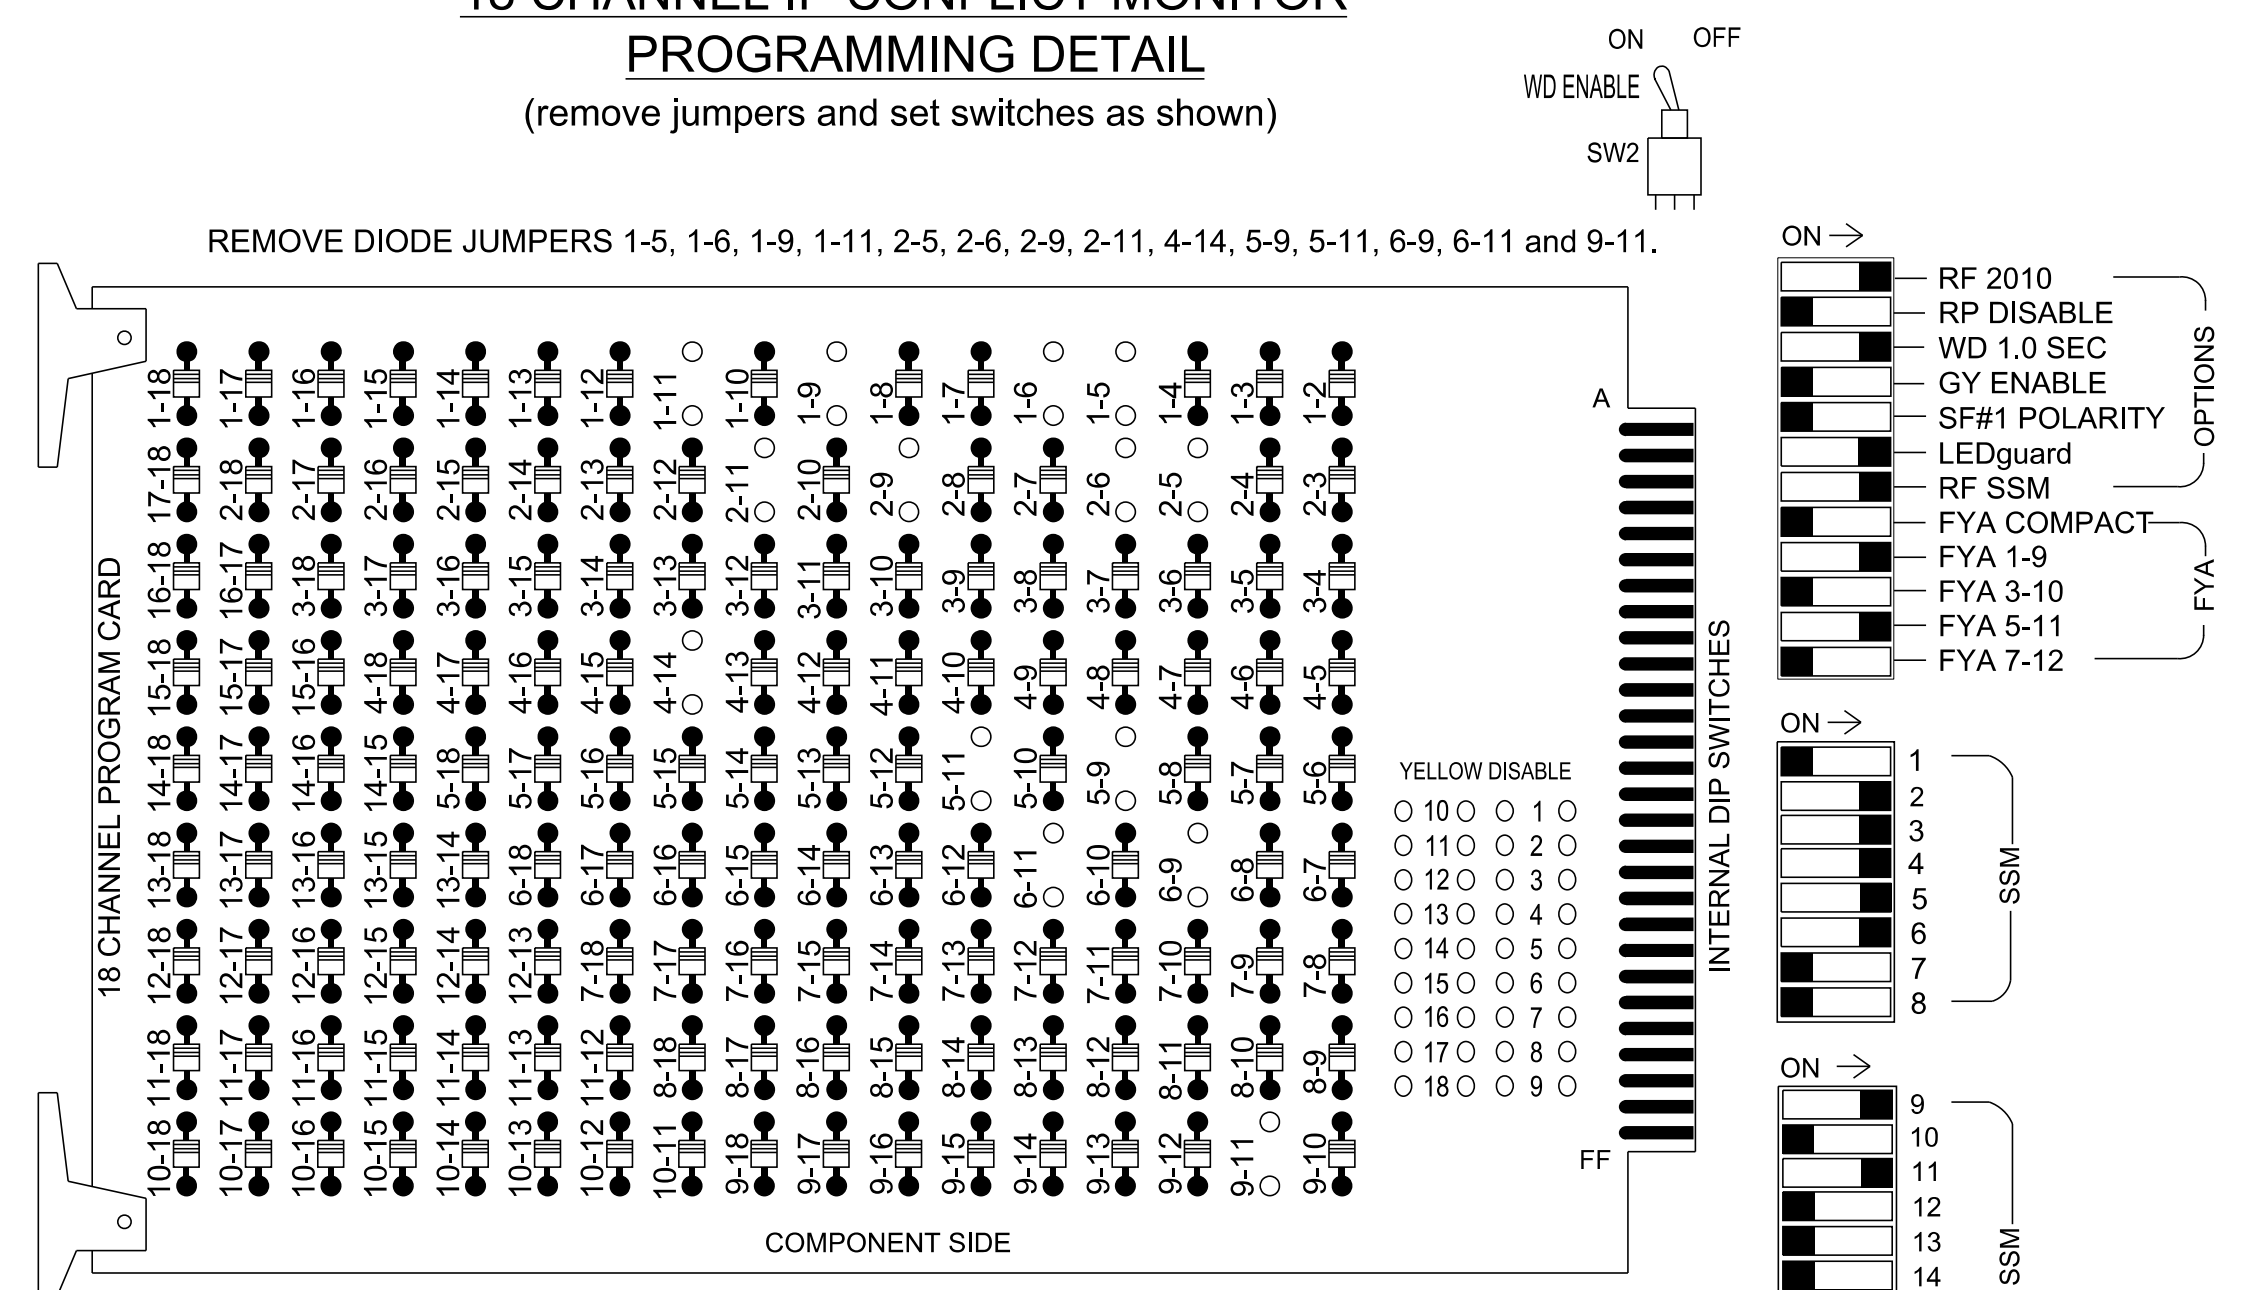 18 CHANNEL IP CONFLICT MONITOR
PROGRAMMING DETAIL
(remove jumpers and set switches as shown)
ON OFF
WD ENABLE
SW2
REMOVE DIODE JUMPERS 1-5, 1-6, 1-9, 1-11, 2-5, 2-6, 2-9, 2-11, 4-14, 5-9, 5-11, 6-9, 6-11 and 9-11.
18 CHANNEL PROGRAM CARD
1-18 1-17 1-16 1-15 1-14 1-13 1-12 1-11 1-10 1-9 1-8 1-7 1-6 1-5 1-4 1-3 1-2
17-18 2-18 2-17 2-16 2-15 2-14 2-13 2-12 2-11 2-10 2-9 2-8 2-7 2-6 2-5 2-4 2-3
16-18 16-17 3-18 3-17 3-16 3-15 3-14 3-13 3-12 3-11 3-10 3-9 3-8 3-7 3-6 3-5 3-4
15-18 15-17 15-16 4-18 4-17 4-16 4-15 4-14 4-13 4-12 4-11 4-10 4-9 4-8 4-7 4-6 4-5
14-18 14-17 14-16 14-15 5-18 5-17 5-16 5-15 5-14 5-13 5-12 5-11 5-10 5-9 5-8 5-7 5-6
13-18 13-17 13-16 13-15 13-14 6-18 6-17 6-16 6-15 6-14 6-13 6-12 6-11 6-10 6-9 6-8 6-7
12-18 12-17 12-16 12-15 12-14 12-13 7-18 7-17 7-16 7-15 7-14 7-13 7-12 7-11 7-10 7-9 7-8
11-18 11-17 11-16 11-15 11-14 11-13 11-12 8-18 8-17 8-16 8-15 8-14 8-13 8-12 8-11 8-10 8-9
10-18 10-17 10-16 10-15 10-14 10-13 10-12 10-11 9-18 9-17 9-16 9-15 9-14 9-13 9-12 9-11 9-10
COMPONENT SIDE
YELLOW DISABLE
10 1
11 2
12 3
13 4
14 5
15 6
16 7
17 8
18 9
A
FF
INTERNAL DIP SWITCHES
ON →
RF 2010
RP DISABLE
WD 1.0 SEC
GY ENABLE
SF#1 POLARITY
LEDguard
RF SSM
OPTIONS
FYA COMPACT
FYA 1-9
FYA 3-10
FYA 5-11
FYA 7-12
FYA
ON →
1
2
3
4
5
6
7
8
SSM
ON →
9
10
11
12
13
14
SSM